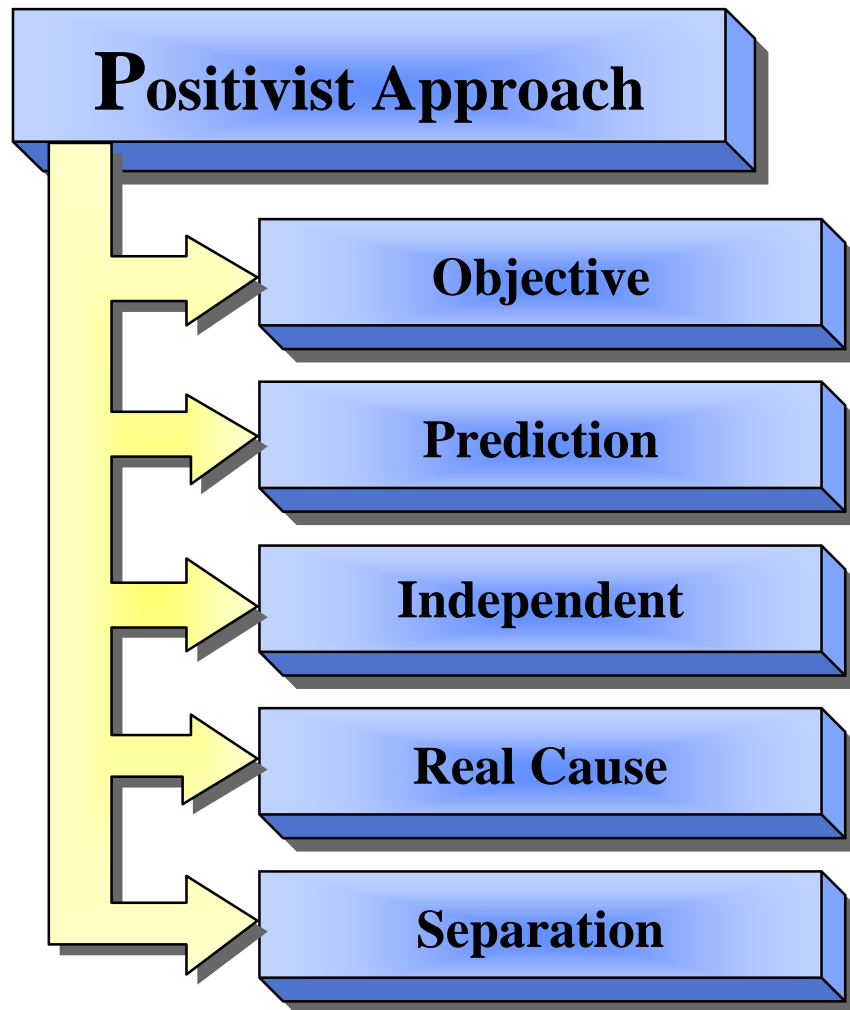 Positivist Approach
Objective
Prediction
Independent
Real Cause
Separation